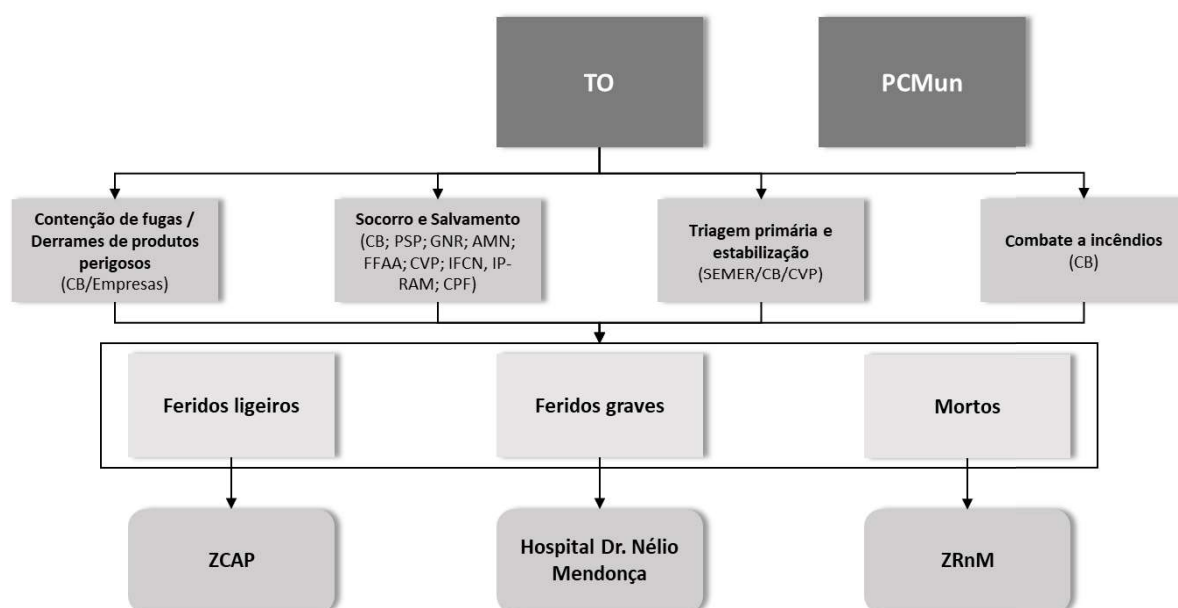 TO
PCMun
Contenção de fugas /
Derrames de produtos
perigosos
(CB/Empresas)
Socorro e Salvamento
(CB; PSP; GNR; AMN;
FFAA; CVP; IFCN, IP-
RAM; CPF)
Triagem primária e
estabilização
(SEMER/CB/CVP)
Combate a incêndios
(CB)
Feridos ligeiros
Feridos graves
Mortos
ZCAP
Hospital Dr. Nélio
Mendonça
ZRnM